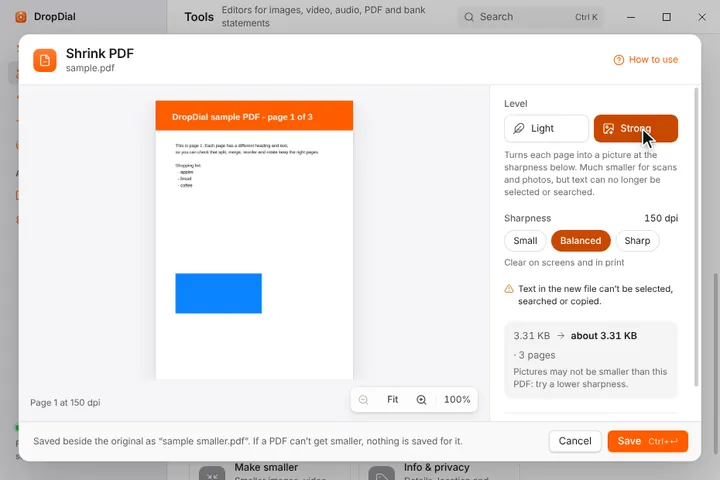 DropDial
Tools
Editors for images, video, audio, PDF and bank
statements
Search
Ctrl K
Shrink PDF
sample.pdf
How to use
DropDial sample PDF - page 1 of 3
This is page 1. Each page has a different heading and text,
so you can check that split, merge, reorder and rotate keep the right pages.
Shopping list:
- apples
- bread
- coffee
Page 1 at 150 dpi
Fit
100%
Level
Light
Strong
Turns each page into a picture at the
sharpness below. Much smaller for scans
and photos, but text can no longer be
selected or searched.
Sharpness
150 dpi
Small
Balanced
Sharp
Clear on screens and in print
Text in the new file can't be selected,
searched or copied.
3.31 KB → about 3.31 KB
· 3 pages
Pictures may not be smaller than this
PDF: try a lower sharpness.
Saved beside the original as “sample smaller.pdf”. If a PDF can't get smaller, nothing is saved for it.
Cancel
Save Ctrl+↵
Make smaller
Info & privacy